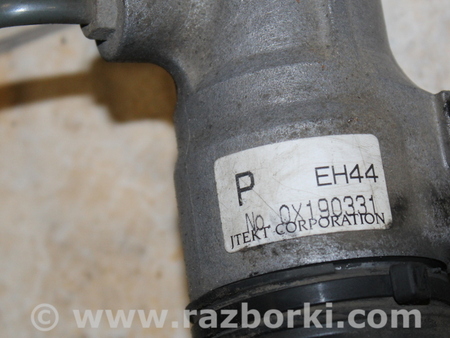 P EH44
No. 0X190331
JTEKT CORPORATION
© www.razborki.com